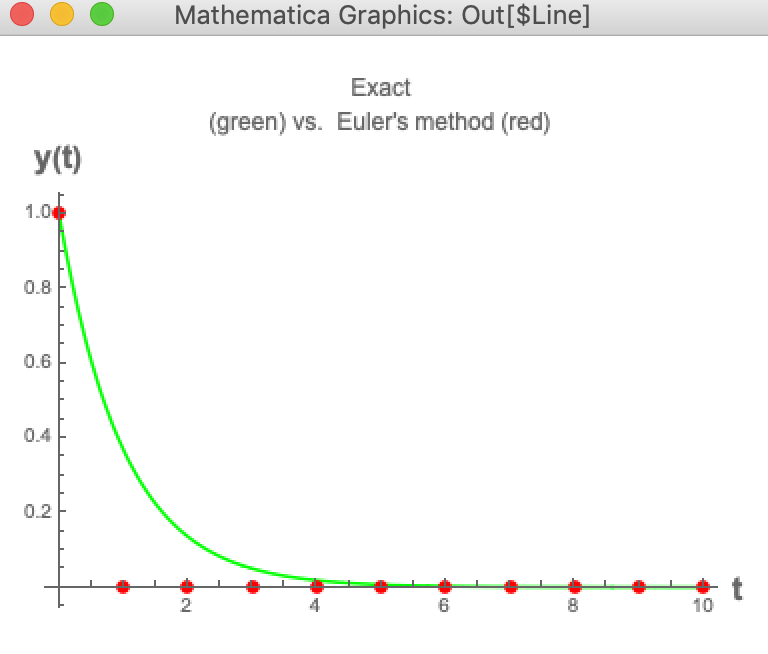 Mathematica Graphics: Out[$Line]
Exact
(green) vs.  Euler's method (red)
y(t)
1.0
0.8
0.6
0.4
0.2
2
4
6
8
10
t